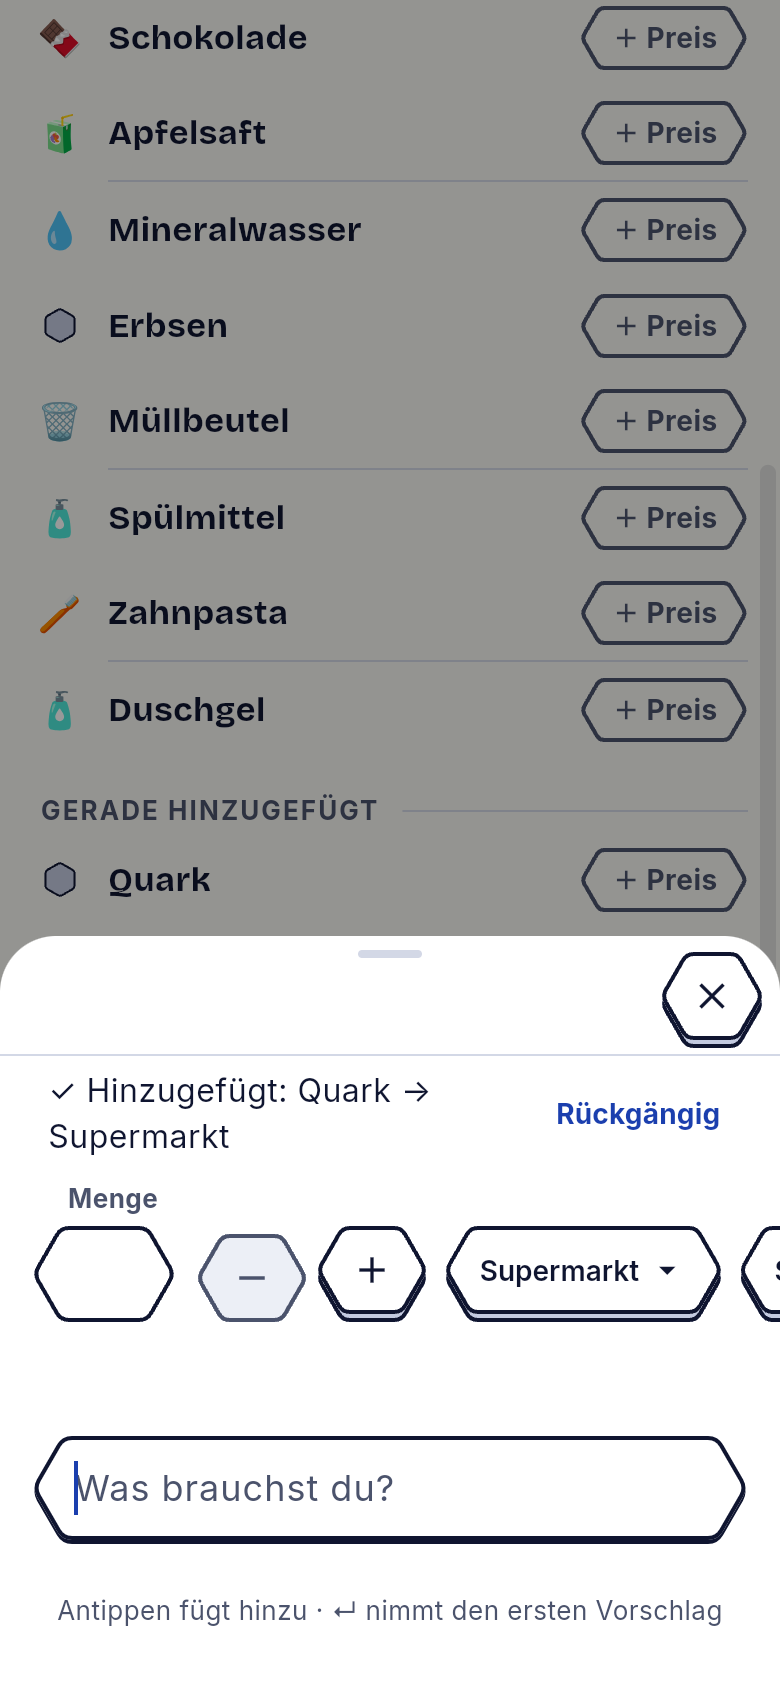 Schokolade + Preis
Apfelsaft + Preis
Mineralwasser + Preis
Erbsen + Preis
Müllbeutel + Preis
Spülmittel + Preis
Zahnpasta + Preis
Duschgel + Preis
GERADE HINZUGEFÜGT
Quark + Preis
✓ Hinzugefügt: Quark →
Supermarkt
Rückgängig
Menge
− + Supermarkt
Was brauchst du?
Antippen fügt hinzu · ↵ nimmt den ersten Vorschlag